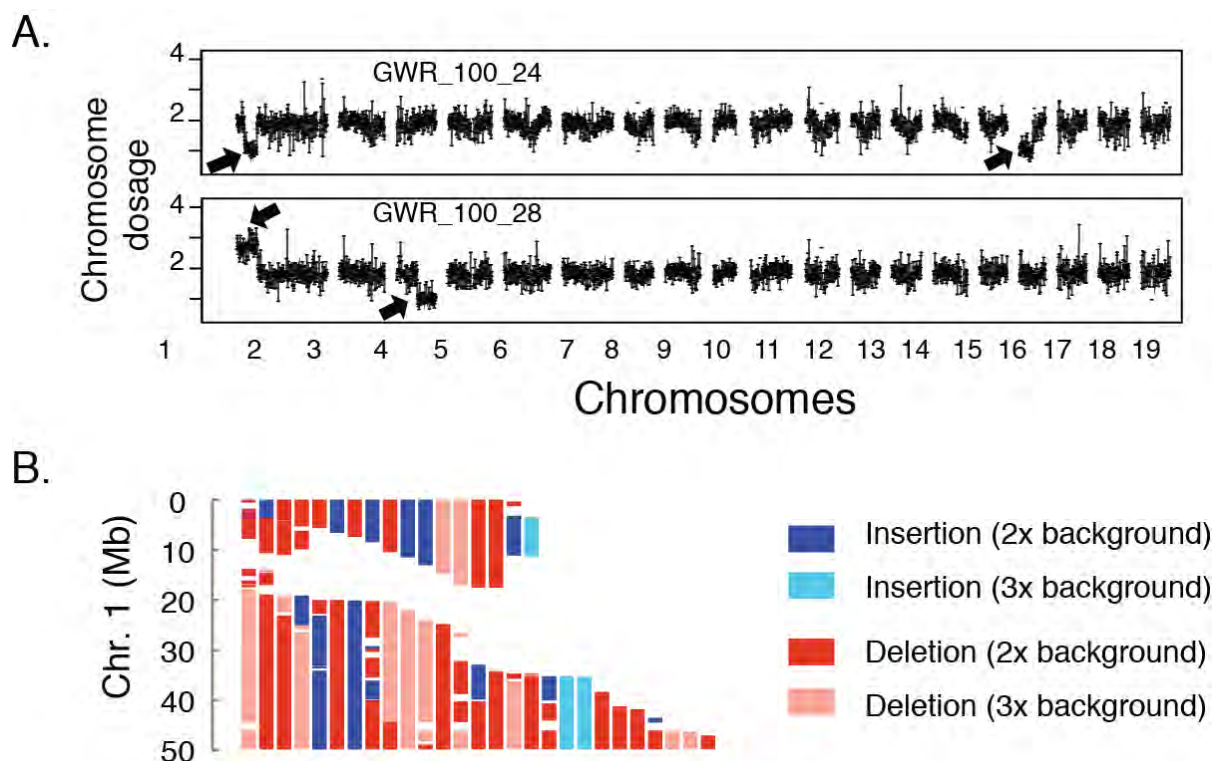 A.
4
GWR_100_24
2
Chromosome
dosage
4
GWR_100_28
2
1 2 3 4 5 6 7 8 9 10 11 12 13 14 15 16 17 18 19
Chromosomes
B.
Chr. 1 (Mb)
0
10
20
30
40
50
Insertion (2x background)
Insertion (3x background)
Deletion (2x background)
Deletion (3x background)